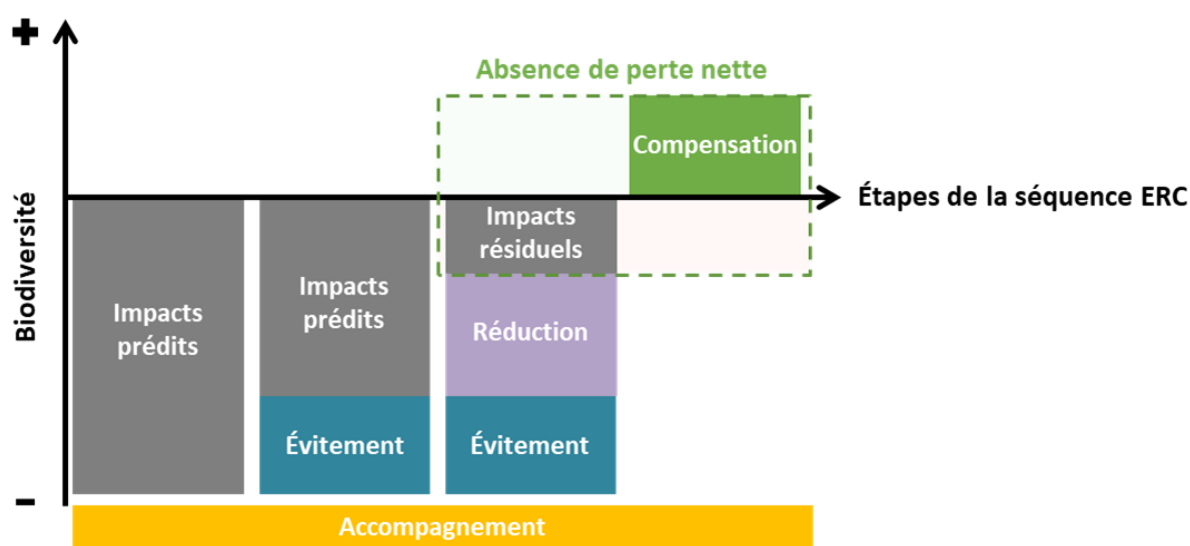 +
Absence de perte nette
Compensation
Étapes de la séquence ERC
Biodiversité
Impacts
prédits
Impacts
prédits
Évitement
Impacts
résiduels
Réduction
Évitement
-
Accompagnement